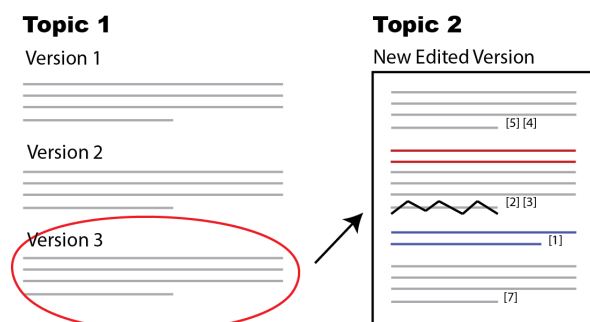 Topic 1
Version 1
Version 2
Version 3
Topic 2
New Edited Version
[5] [4]
[2] [3]
[1]
[7]